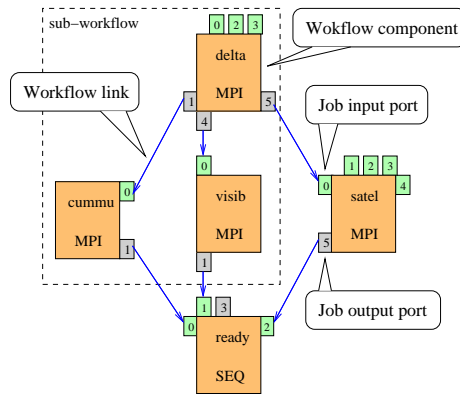 sub-workflow
0 2 3
Wokflow component
delta
MPI
1
5
4
Workflow link
Job input port
1 2 3
0
0
0
4
cummu
visib
satel
MPI
MPI
MPI
1
5
1
Job output port
1 3
0
2
ready
SEQ